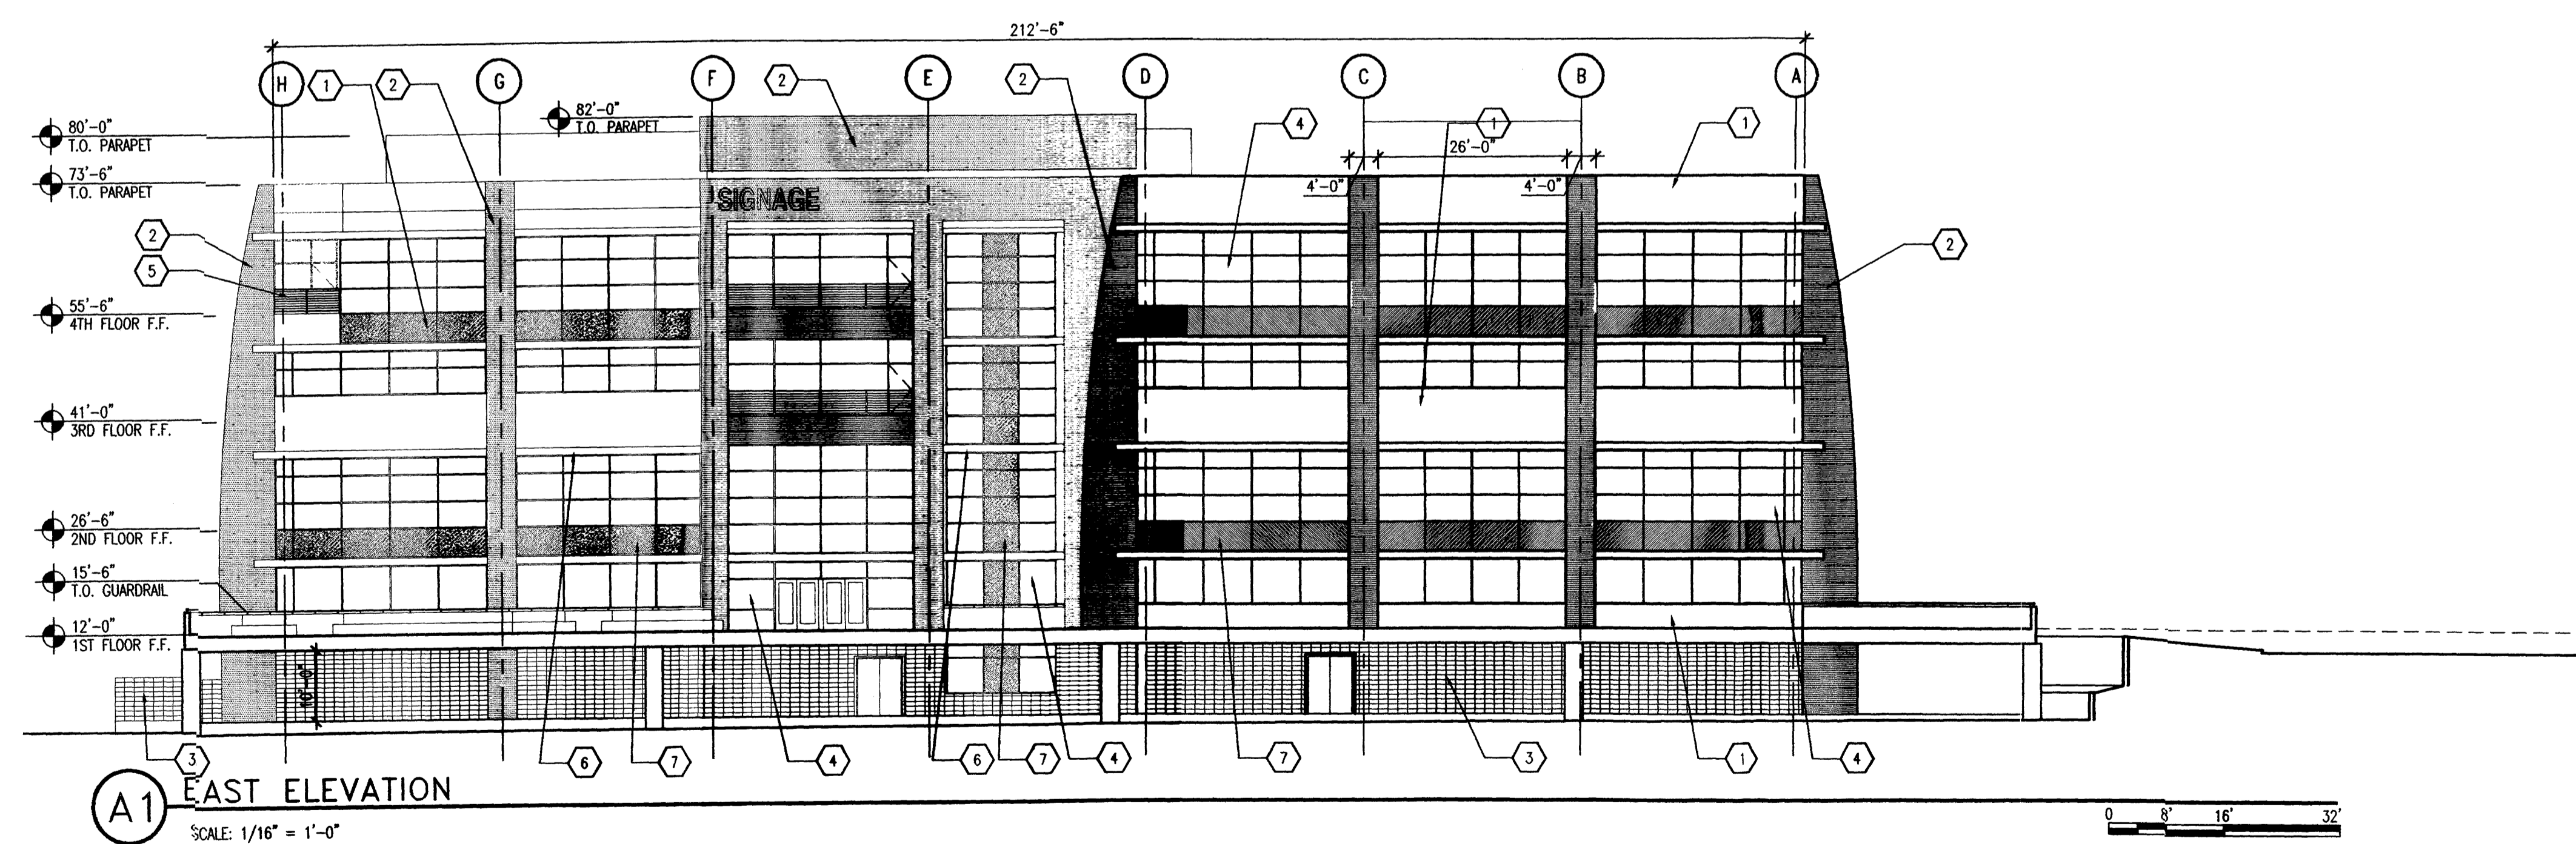 212'-6"
H
1
2
G
F
2
E
2
D
C
B
A
82'-0"
T.O. PARAPET
80'-0"
T.O. PARAPET
4
1
1
26'-0"
73'-6"
T.O. PARAPET
4'-0"
4'-0"
SIGNAGE
2
5
2
55'-6"
4TH FLOOR F.F.
41'-0"
3RD FLOOR F.F.
26'-6"
2ND FLOOR F.F.
15'-6"
T.O. GUARDRAIL
12'-0"
1ST FLOOR F.F.
10'-0"
3
6
7
4
6
7
4
7
3
1
4
A1
EAST ELEVATION
SCALE: 1/16" = 1'-0"
0 8' 16' 32'